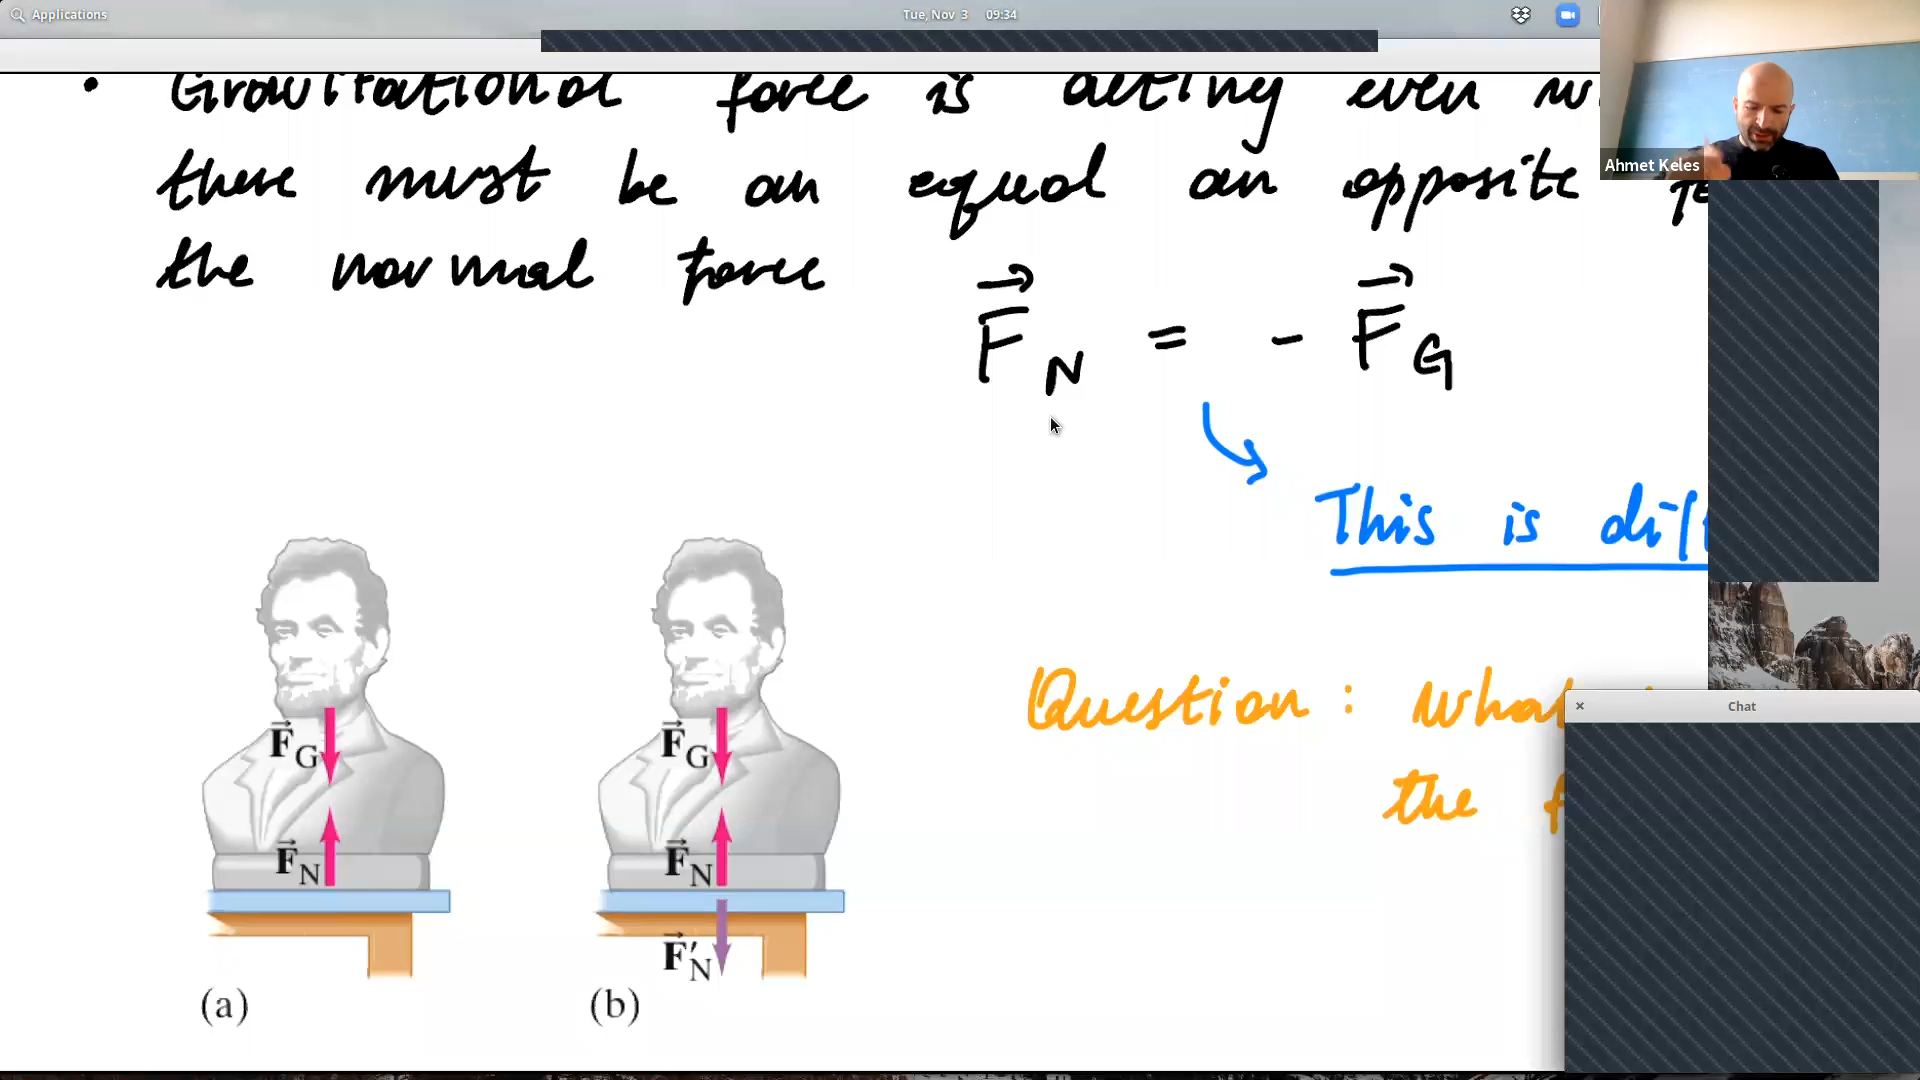 Applications
Tue, Nov 3 09:34
• Gravitational force is acting even
there must be an equal an opposite
the normal force
F⃗ N = - F⃗ G
This is
Ahmet Keles
Question :
the
Chat
F⃗G
F⃗N
(a)
F⃗G
F⃗N
F⃗′N
(b)